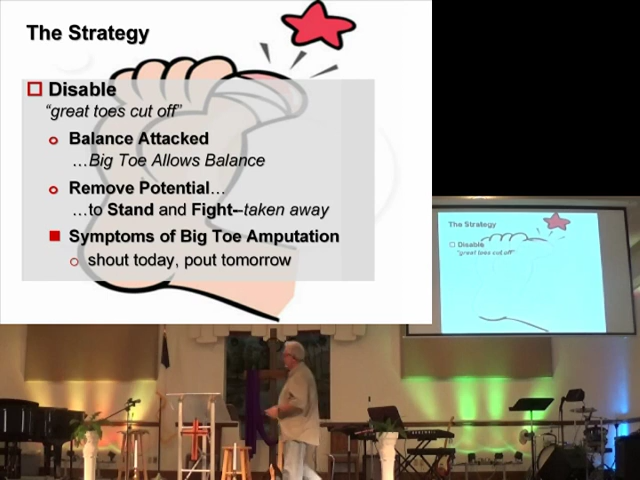 The Strategy
Disable
"great toes cut off"
Balance Attacked
…Big Toe Allows Balance
Remove Potential…
…to Stand and Fight--taken away
Symptoms of Big Toe Amputation
shout today, pout tomorrow
The Strategy
Disable
"great toes cut off"